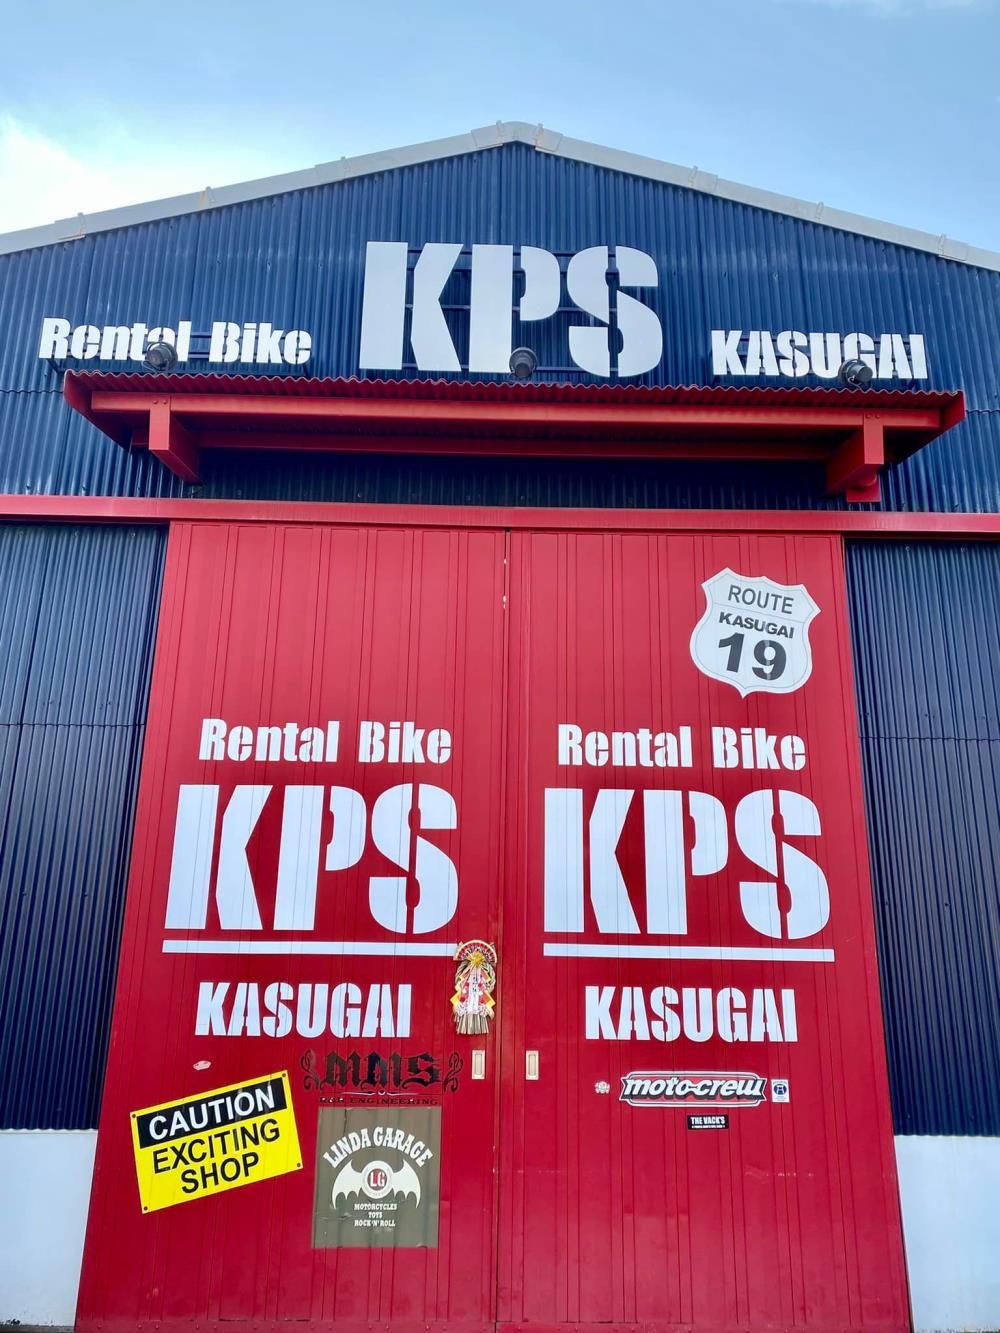 KPS
Rental Bike
KASUGAI
ROUTE
KASUGAI
19
Rental Bike
KPS
KASUGAI
Rental Bike
KPS
KASUGAI
MMS
R&R ENGINEERING
CAUTION
EXCITING
SHOP
LINDA GARAGE
LG
MOTORCYCLES
TOYS
ROCK'N'ROLL
moto-crew
THE VACK'S